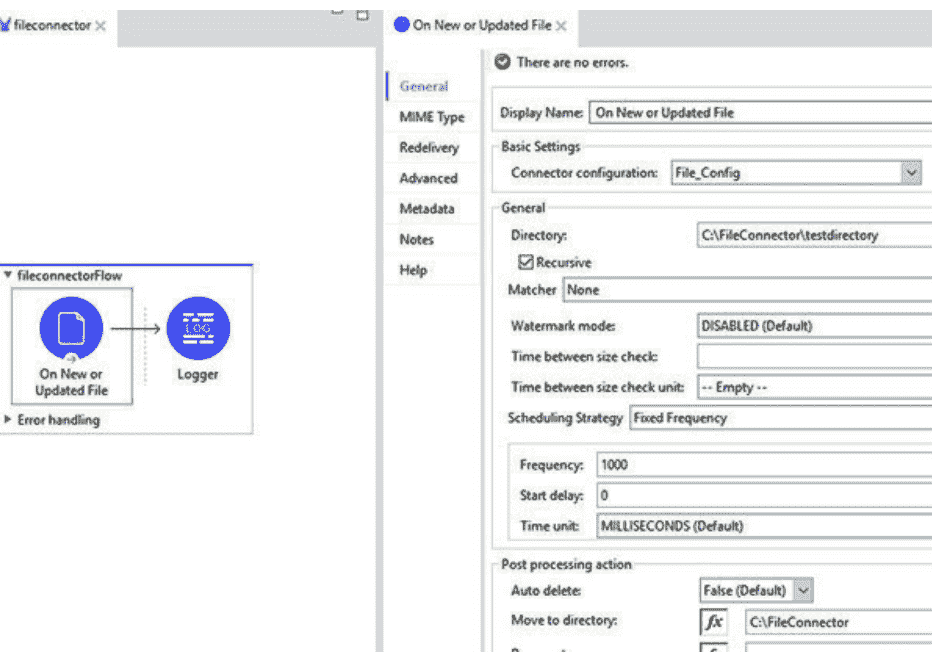 fileconnector
On New or Updated File
There are no errors.
General
MIME Type
Redelivery
Advanced
Metadata
Notes
Help
Display Name: On New or Updated File
Basic Settings
Connector configuration: File_Config
General
Directory: C:\FileConnector\testdirectory
Recursive
Matcher None
Watermark mode: DISABLED (Default)
Time between size check:
Time between size check unit: -- Empty --
Scheduling Strategy Fixed Frequency
Frequency: 1000
Start delay: 0
Time unit: MILLISECONDS (Default)
Post processing action
Auto delete: False (Default)
Move to directory: fx C:\FileConnector
fileconnectorFlow
LOG
On New or
Updated File
Logger
Error handling